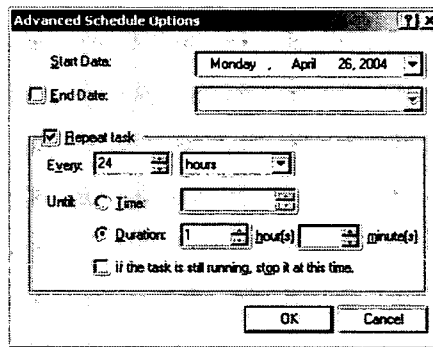 Advanced Schedule Options
Start Date: Monday , April 26, 2004
End Date:
Repeat task
Every: 24 hours
Until: Time:
Duration: 1 hour(s) minute(s)
If the task is still running, stop it at this time.
OK Cancel